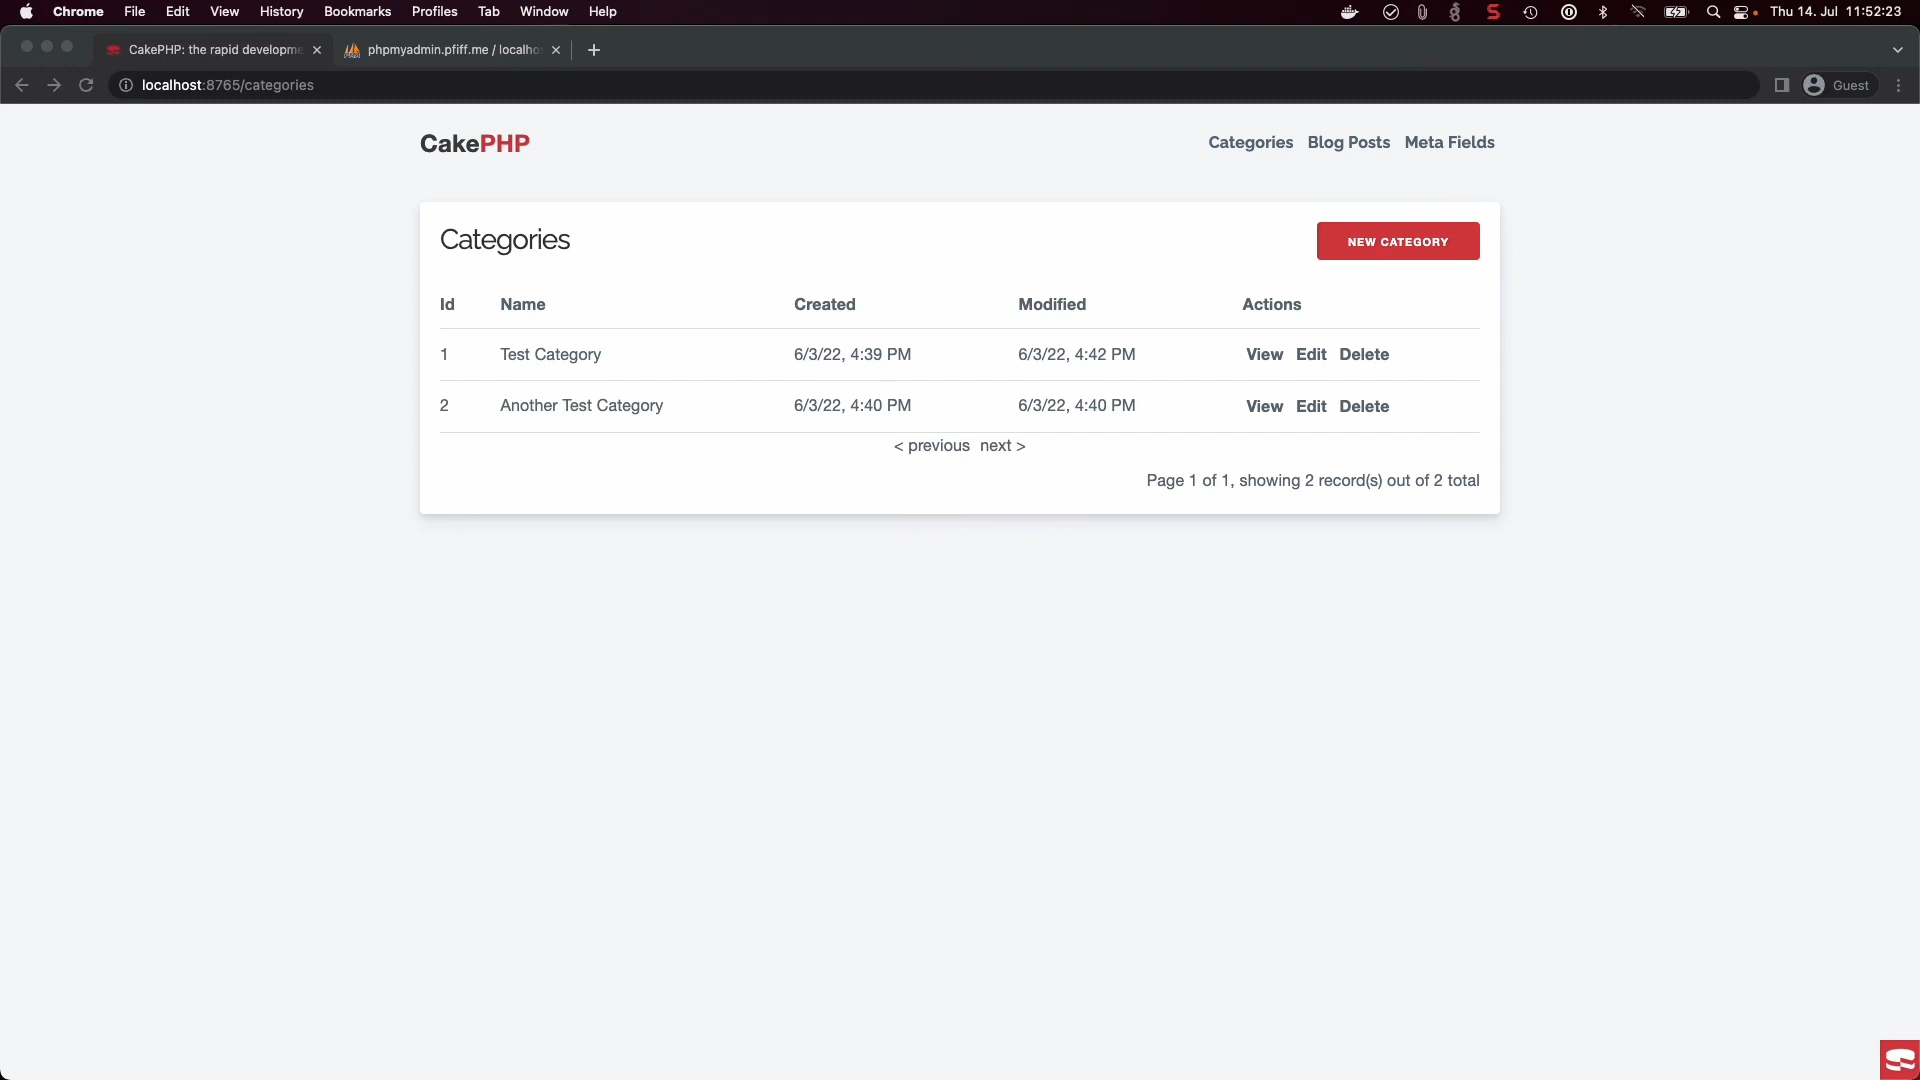 Chrome File Edit View History Bookmarks Profiles Tab Window Help Thu 14. Jul 11:52:23
CakePHP: the rapid developme phpmyadmin.pfiff.me / localho
localhost:8765/categories Guest
CakePHP Categories Blog Posts Meta Fields
Categories NEW CATEGORY
Id Name Created Modified Actions
1 Test Category 6/3/22, 4:39 PM 6/3/22, 4:42 PM View Edit Delete
2 Another Test Category 6/3/22, 4:40 PM 6/3/22, 4:40 PM View Edit Delete
< previous next >
Page 1 of 1, showing 2 record(s) out of 2 total